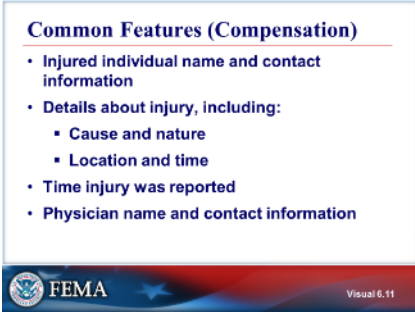 Common Features (Compensation)
• Injured individual name and contact
information
• Details about injury, including:
▪ Cause and nature
▪ Location and time
• Time injury was reported
• Physician name and contact information
FEMA
Visual 6.11